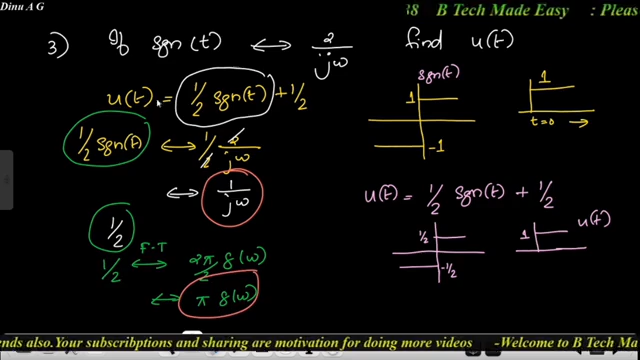 Dinu A G
38 B Tech Made Easy : Pleas
3) If sgn(t) ↔ 2/jω find u(t)
u(t) = 1/2 sgn(t) + 1/2
1/2 sgn(t) ↔ 1/2 2/jω
↔ 1/jω
1/2
1/2 F.T ↔ 2π/2 δ(ω)
↔ π δ(ω)
sgn(t)
1
-1
1
t=0 →
u(t) = 1/2 sgn(t) + 1/2
1/2
-1/2
1
u(t)
ends also.Your subscribptions and sharing are motivation for doing more videos -Welcome to B Tech Ma